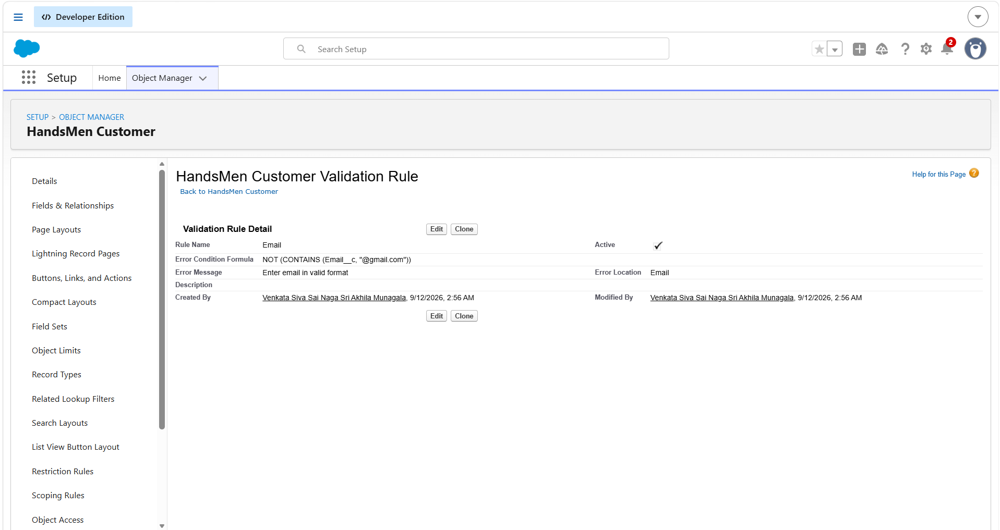 Developer Edition
Search Setup
2
Setup
Home
Object Manager
SETUP > OBJECT MANAGER
HandsMen Customer
Details
Fields & Relationships
Page Layouts
Lightning Record Pages
Buttons, Links, and Actions
Compact Layouts
Field Sets
Object Limits
Record Types
Related Lookup Filters
Search Layouts
List View Button Layout
Restriction Rules
Scoping Rules
Object Access
HandsMen Customer Validation Rule
Help for this Page
Back to HandsMen Customer
Validation Rule Detail
Edit Clone
Rule Name Email Active
Error Condition Formula NOT (CONTAINS (Email__c, "@gmail.com"))
Error Message Enter email in valid format Error Location Email
Description
Created By Venkata Siva Sai Naga Sri Akhila Munagala, 9/12/2026, 2:56 AM Modified By Venkata Siva Sai Naga Sri Akhila Munagala, 9/12/2026, 2:56 AM
Edit Clone